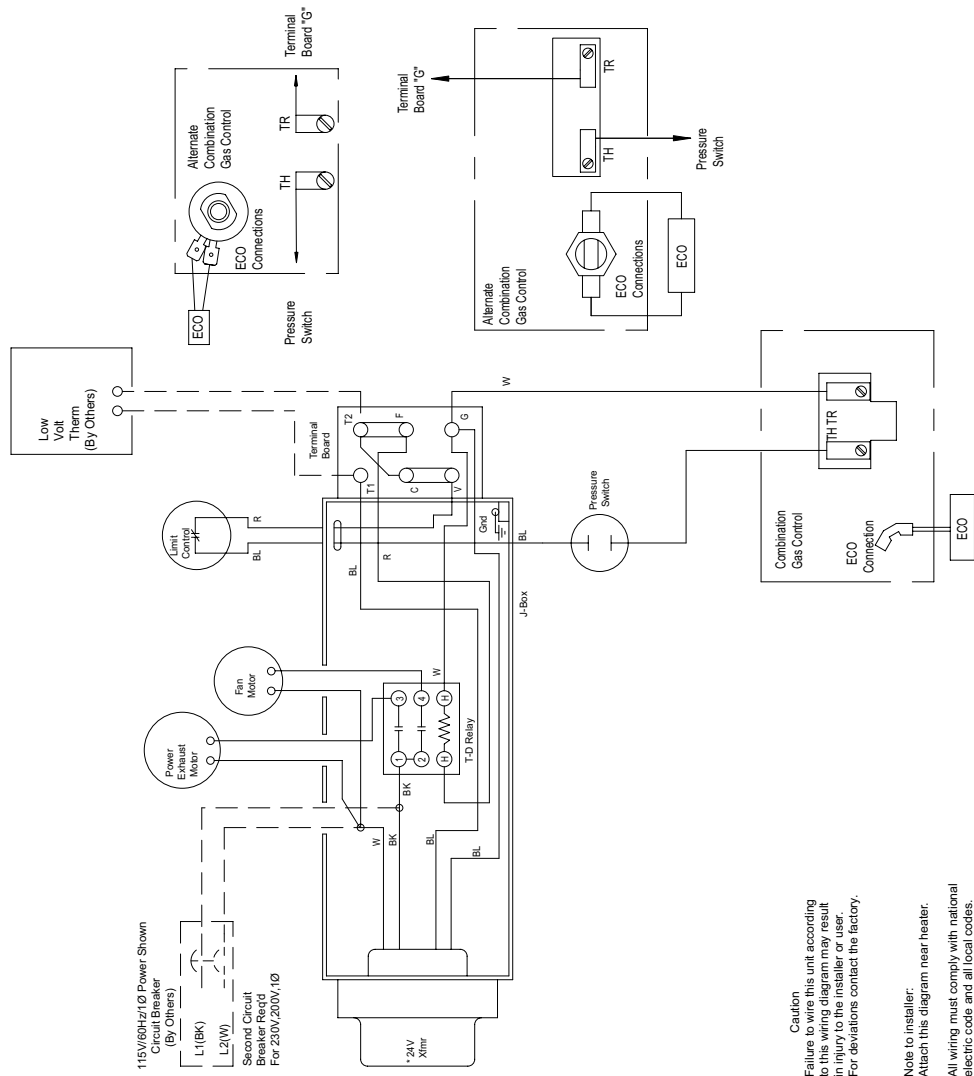 115V/60Hz/1Ø Power Shown
Circuit Breaker
(By Others)
L1(BK)
L2(W)
Second Circuit
Breaker Req'd
For 230V,200V,1Ø
* 24V
Xfmr
Power
Exhaust
Motor
Fan
Motor
Limit
Control
BL
R
Low
Volt
Therm
(By Others)
Terminal
Board
T1
T2
F
C
V
G
W
BK
BK
BL
BL
1
2
3
4
H
H
T-D Relay
W
BL
R
Gnd
BL
J-Box
Pressure
Switch
W
ECO
ECO
Connections
Alternate
Combination
Gas Control
TH
TR
Pressure
Switch
Terminal
Board "G"
Alternate
Combination
Gas Control
ECO
Connections
ECO
TH
TR
Pressure
Switch
Terminal
Board "G"
Combination
Gas Control
TH TR
ECO
Connection
ECO
Caution
Failure to wire this unit according
to this wiring diagram may result
in injury to the installer or user.
For deviations contact the factory.
Note to installer:
Attach this diagram near heater.
All wiring must comply with national
electric code and all local codes.